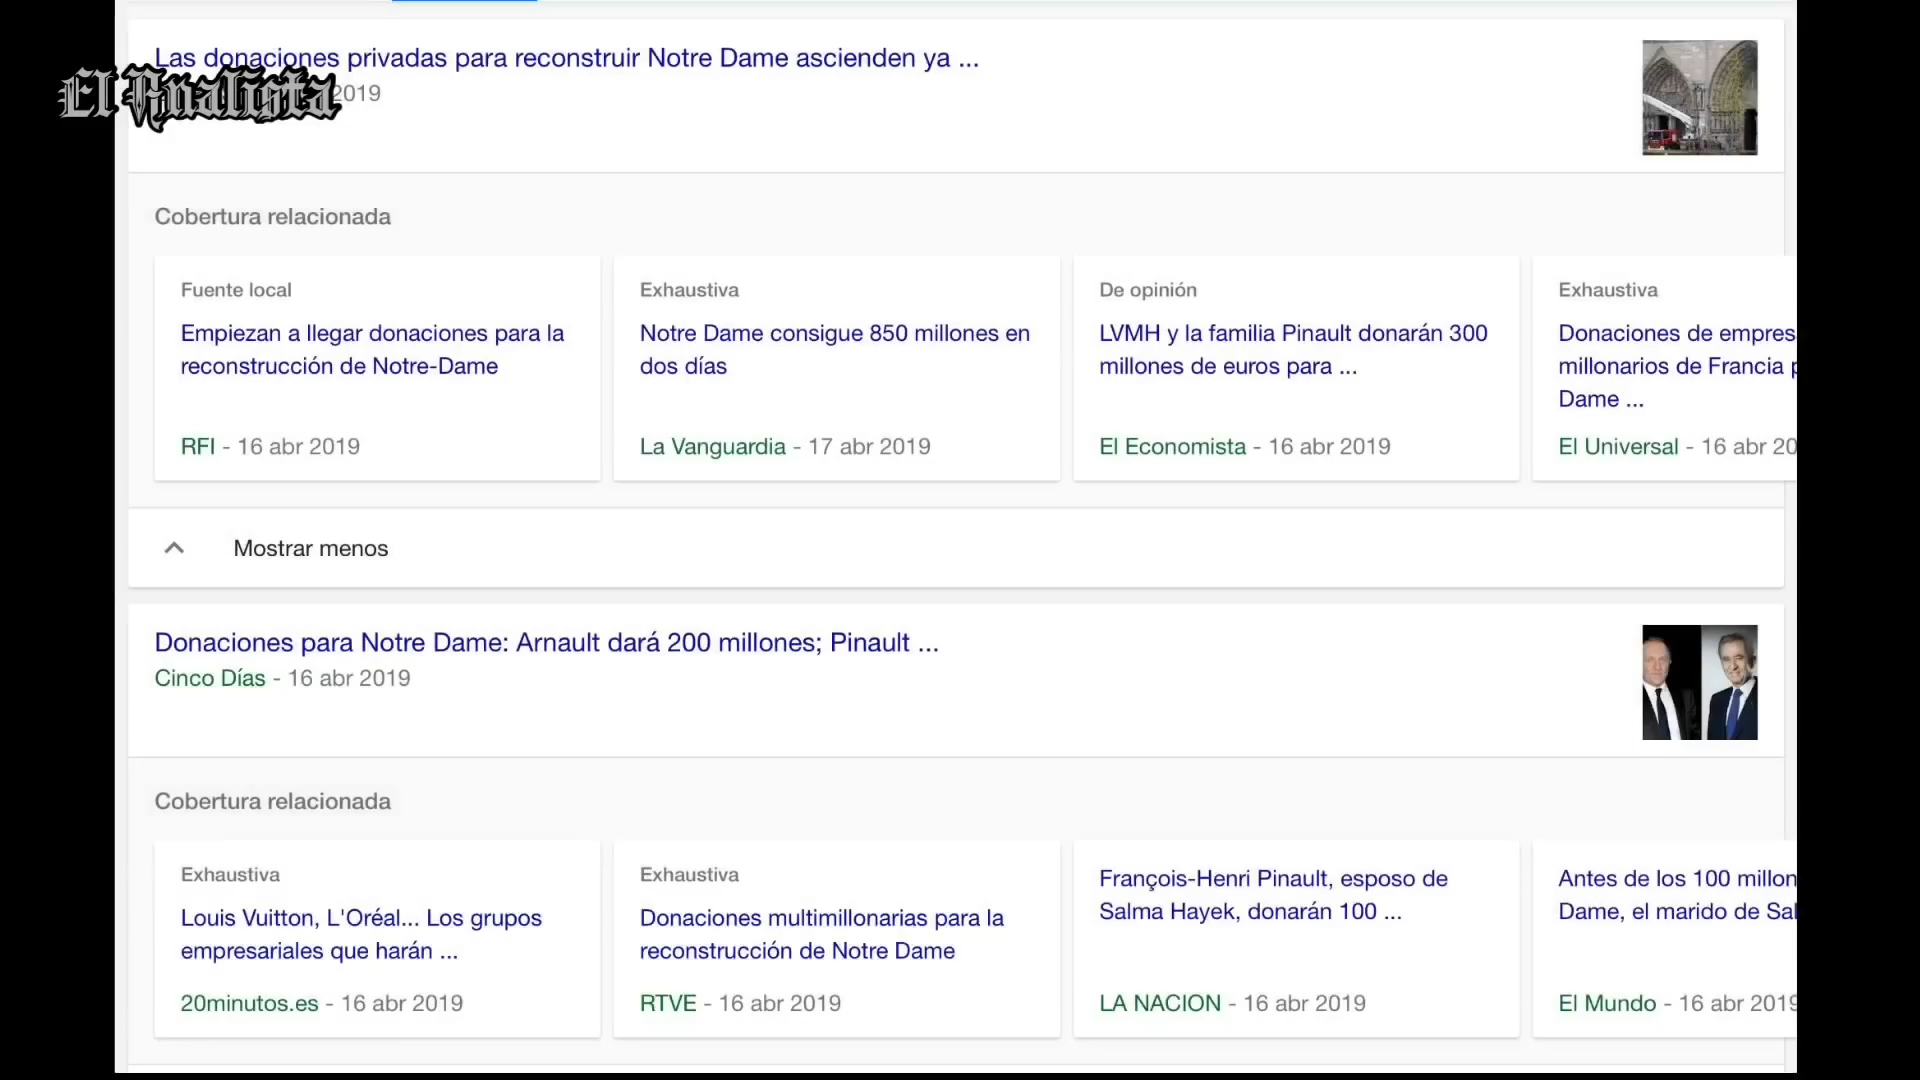 Las donaciones privadas para reconstruir Notre Dame ascienden ya ...
El Analista
2019
Cobertura relacionada
Fuente local
Empiezan a llegar donaciones para la
reconstrucción de Notre-Dame
RFI - 16 abr 2019
Exhaustiva
Notre Dame consigue 850 millones en
dos días
La Vanguardia - 17 abr 2019
De opinión
LVMH y la familia Pinault donarán 300
millones de euros para ...
El Economista - 16 abr 2019
Exhaustiva
Donaciones de empres
millonarios de Francia p
Dame ...
El Universal - 16 abr 20
Mostrar menos
Donaciones para Notre Dame: Arnault dará 200 millones; Pinault ...
Cinco Días - 16 abr 2019
Cobertura relacionada
Exhaustiva
Louis Vuitton, L'Oréal... Los grupos
empresariales que harán ...
20minutos.es - 16 abr 2019
Exhaustiva
Donaciones multimillonarias para la
reconstrucción de Notre Dame
RTVE - 16 abr 2019
François-Henri Pinault, esposo de
Salma Hayek, donarán 100 ...
LA NACION - 16 abr 2019
Antes de los 100 millon
Dame, el marido de Sal
El Mundo - 16 abr 2019